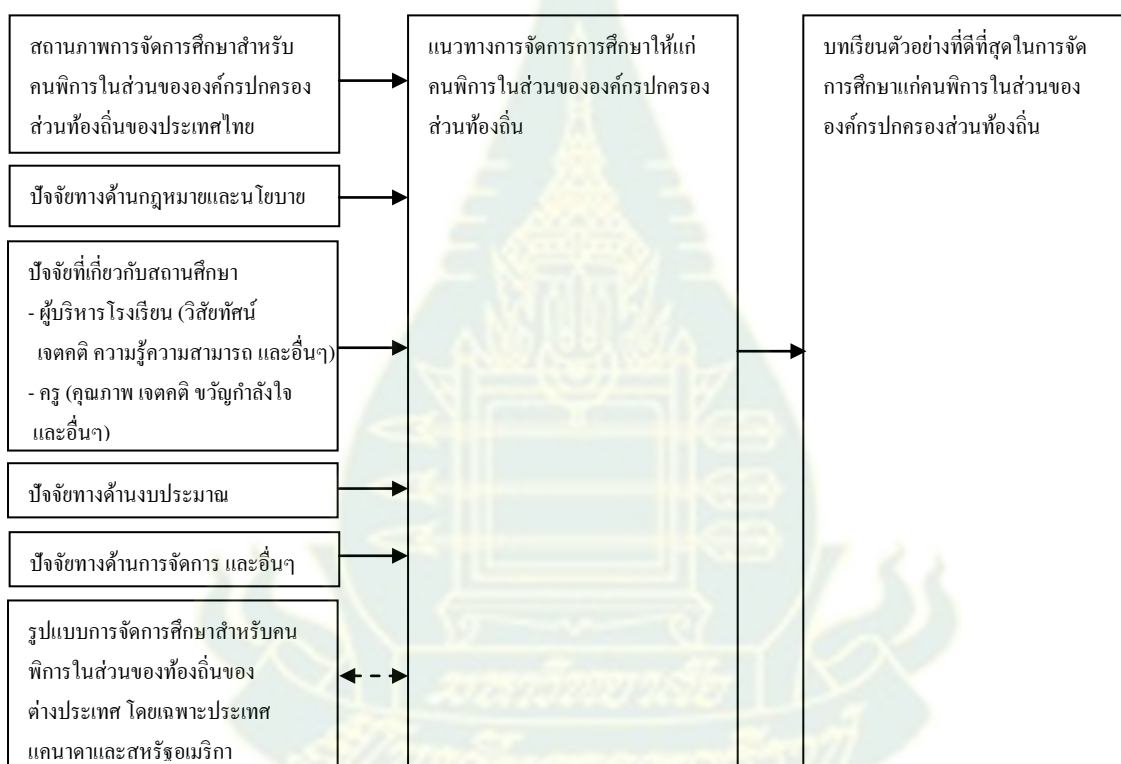 สถานภาพการจัดการศึกษาสำหรับ
คนพิการในส่วนขององค์กรปกครอง
ส่วนท้องถิ่นของประเทศไทย
ปัจจัยทางด้านกฎหมายและนโยบาย
ปัจจัยที่เกี่ยวกับสถานศึกษา
- ผู้บริหารโรงเรียน (วิสัยทัศน์
เจตคติ ความรู้ความสามารถ และอื่นๆ)
- ครู (คุณภาพ เจตคติ ขวัญกำลังใจ
และอื่นๆ)
ปัจจัยทางด้านงบประมาณ
ปัจจัยทางด้านการจัดการ และอื่นๆ
รูปแบบการจัดการศึกษาสำหรับคน
พิการในส่วนของท้องถิ่นของ
ต่างประเทศ โดยเฉพาะประเทศ
แคนาดาและสหรัฐอเมริกา
แนวทางการจัดการการศึกษาให้แก่
คนพิการในส่วนขององค์กรปกครอง
ส่วนท้องถิ่น
บทเรียนตัวอย่างที่ดีที่สุดในการจัด
การศึกษาแก่คนพิการในส่วนของ
องค์กรปกครองส่วนท้องถิ่น